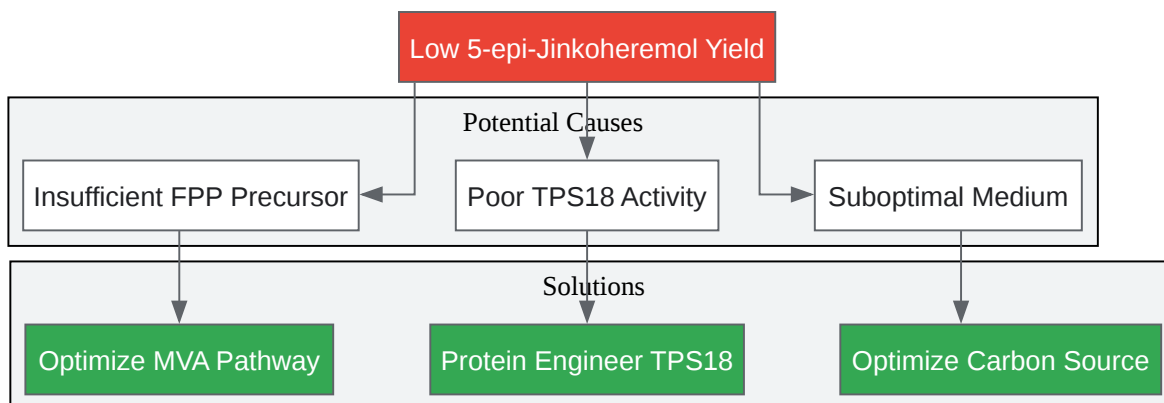 Low 5-epi-Jinkoheremol Yield
Potential Causes
Insufficient FPP Precursor
Poor TPS18 Activity
Suboptimal Medium
Solutions
Optimize MVA Pathway
Protein Engineer TPS18
Optimize Carbon Source